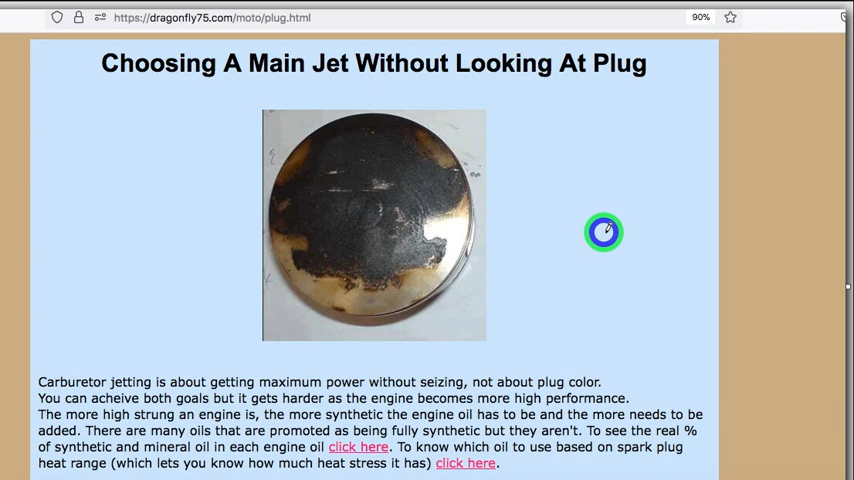 https://dragonfly75.com/moto/plug.html
90%
Choosing A Main Jet Without Looking At Plug
Carburetor jetting is about getting maximum power without seizing, not about plug color.
You can acheive both goals but it gets harder as the engine becomes more high performance.
The more high strung an engine is, the more synthetic the engine oil has to be and the more needs to be
added. There are many oils that are promoted as being fully synthetic but they aren't. To see the real %
of synthetic and mineral oil in each engine oil click here. To know which oil to use based on spark plug
heat range (which lets you know how much heat stress it has) click here.